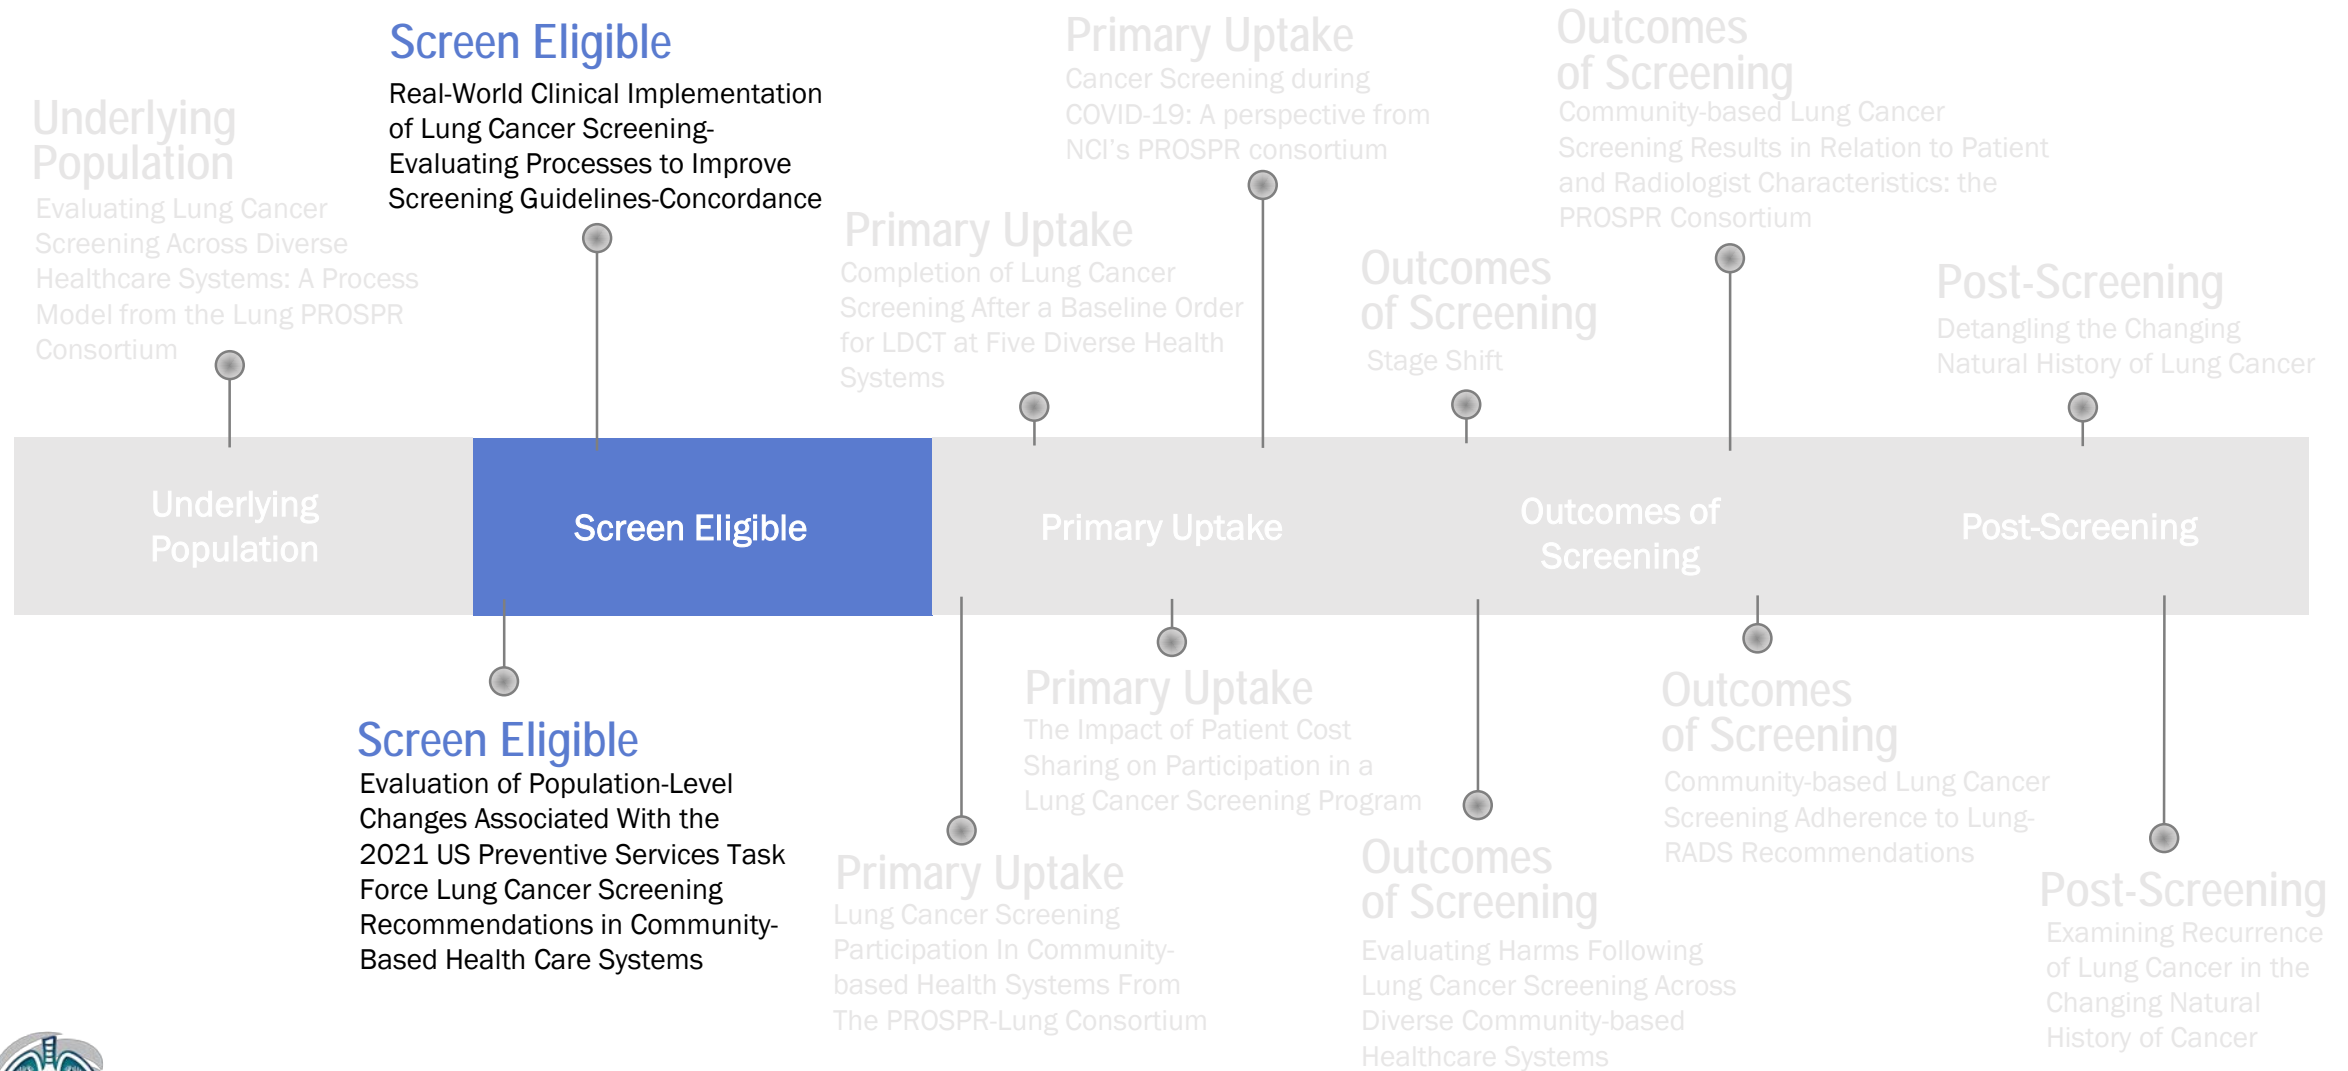 Underlying
Population
Evaluating Lung Cancer
Screening Across Diverse
Healthcare Systems: A Process
Model from the Lung PROSPR
Consortium
Screen Eligible
Real-World Clinical Implementation
of Lung Cancer Screening-
Evaluating Processes to Improve
Screening Guidelines-Concordance
Primary Uptake
Completion of Lung Cancer
Screening After a Baseline Order
for LDCT at Five Diverse Health
Systems
Primary Uptake
Cancer Screening during
COVID-19: A perspective from
NCI's PROSPR consortium
Outcomes
of Screening
Stage Shift
Outcomes
of Screening
Community-based Lung Cancer
Screening Results in Relation to Patient
and Radiologist Characteristics: the
PROSPR Consortium
Post-Screening
Detangling the Changing
Natural History of Lung Cancer
Underlying
Population
Screen Eligible
Primary Uptake
Outcomes of
Screening
Post-Screening
Screen Eligible
Evaluation of Population-Level
Changes Associated With the
2021 US Preventive Services Task
Force Lung Cancer Screening
Recommendations in Community-
Based Health Care Systems
Primary Uptake
Lung Cancer Screening
Participation In Community-
based Health Systems From
The PROSPR-Lung Consortium
Primary Uptake
The Impact of Patient Cost
Sharing on Participation in a
Lung Cancer Screening Program
Outcomes
of Screening
Evaluating Harms Following
Lung Cancer Screening Across
Diverse Community-based
Healthcare Systems
Outcomes
of Screening
Community-based Lung Cancer
Screening Adherence to Lung-
RADS Recommendations
Post-Screening
Examining Recurrence
of Lung Cancer in the
Changing Natural
History of Cancer